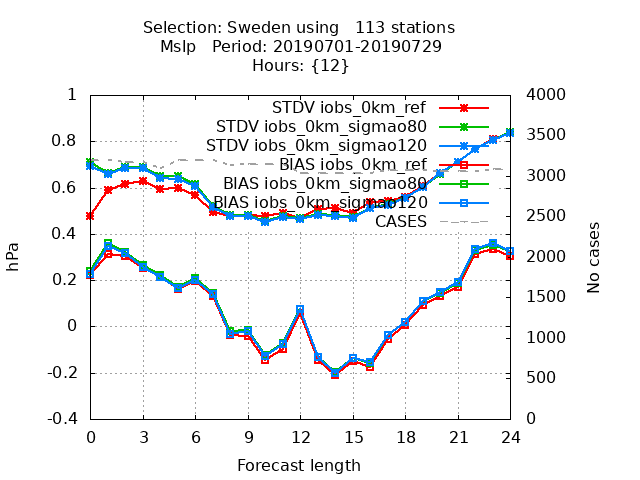 Selection: Sweden using   113 stations
Mslp   Period: 20190701-20190729
Hours: {12}
STDV iobs_0km_ref
STDV iobs_0km_sigmao80
STDV iobs_0km_sigmao120
BIAS iobs_0km_ref
BIAS iobs_0km_sigmao80
BIAS iobs_0km_sigmao120
CASES
hPa
1
0.8
0.6
0.4
0.2
0
-0.2
-0.4
4000
3500
3000
2500
2000
1500
1000
500
0
No cases
0 3 6 9 12 15 18 21 24
Forecast length